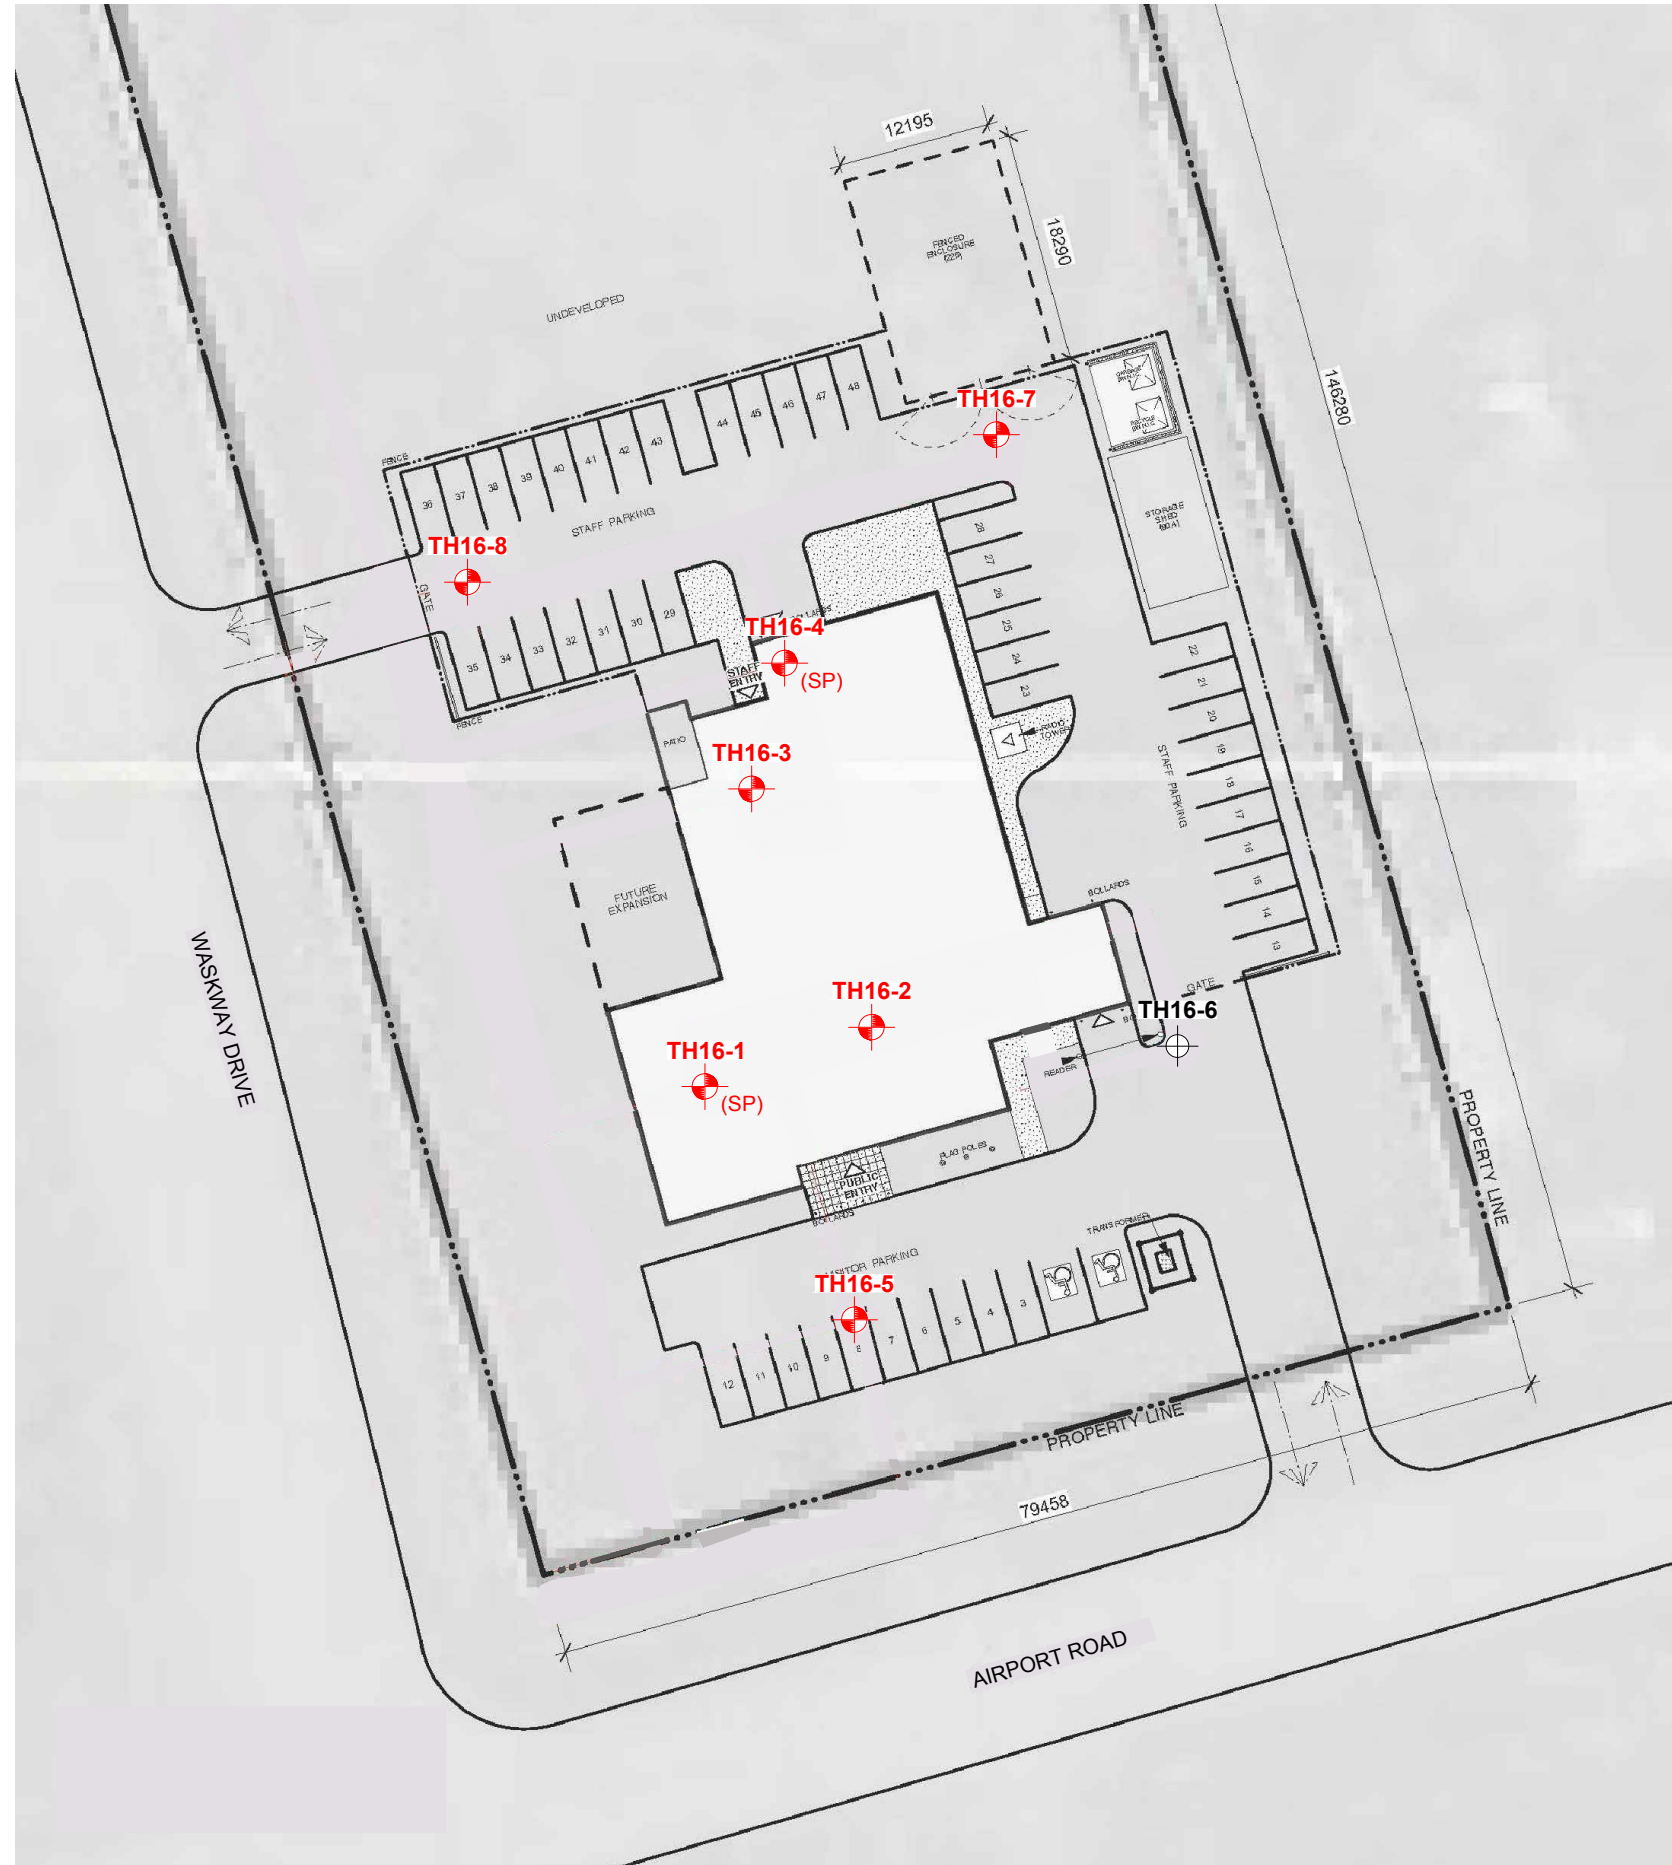 12195
18290
FENCED
ENCLOSURE
UNDEVELOPED
146280
TH16-7
48
47
46
45
44
43
42
41
40
39
38
37
36
FENCE
STAFF PARKING
STORAGE
SHED
TH16-8
GATE
28
27
26
25
24
23
29
30
31
32
33
34
35
TH16-4
(SP)
STAFF
ENTRY
FENCE
22
21
20
19
18
17
16
15
14
13
STAFF PARKING
TOWER
PATIO
TH16-3
FUTURE
EXPANSION
BOLLARDS
WASKWAY DRIVE
GATE
TH16-2
TH16-6
READER
TH16-1
(SP)
FLAG POLES
PUBLIC
ENTRY
BOLLARDS
PROPERTY LINE
TRANSFORMER
VISITOR PARKING
TH16-5
3
4
5
6
7
8
9
10
11
12
PROPERTY LINE
79458
AIRPORT ROAD